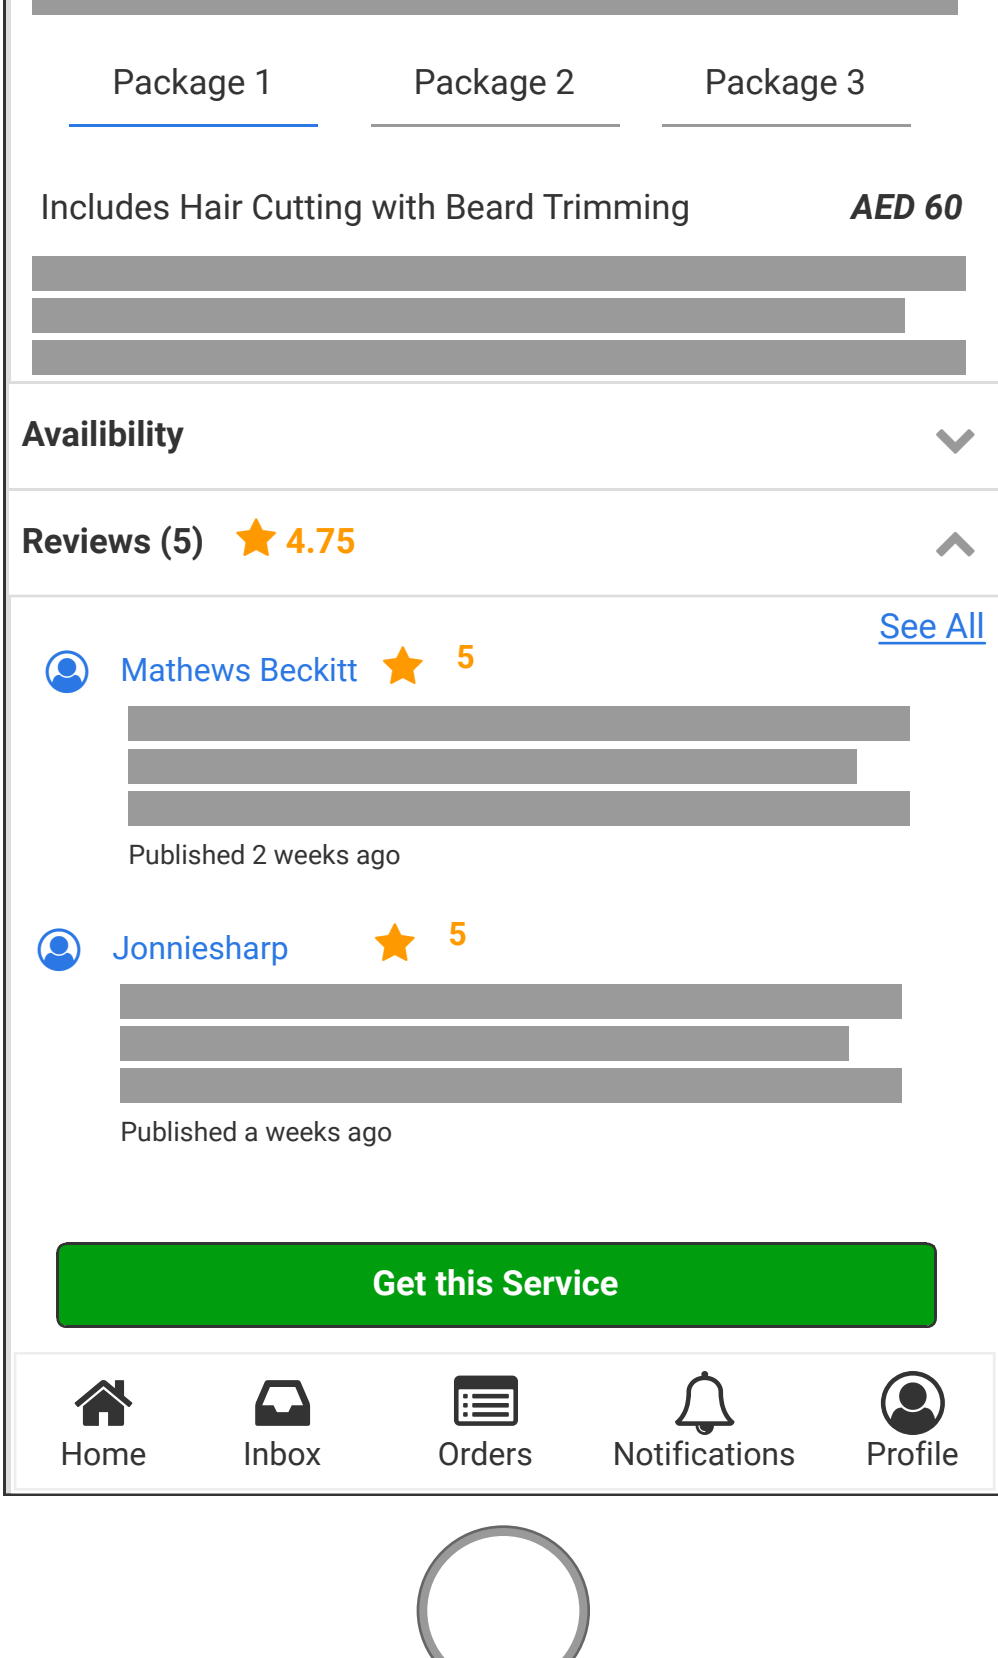 Package 1 Package 2 Package 3
Includes Hair Cutting with Beard Trimming AED 60
Availibility
Reviews (5) 4.75
See All
Mathews Beckitt 5
Published 2 weeks ago
Jonniesharp 5
Published a weeks ago
Get this Service
Home Inbox Orders Notifications Profile